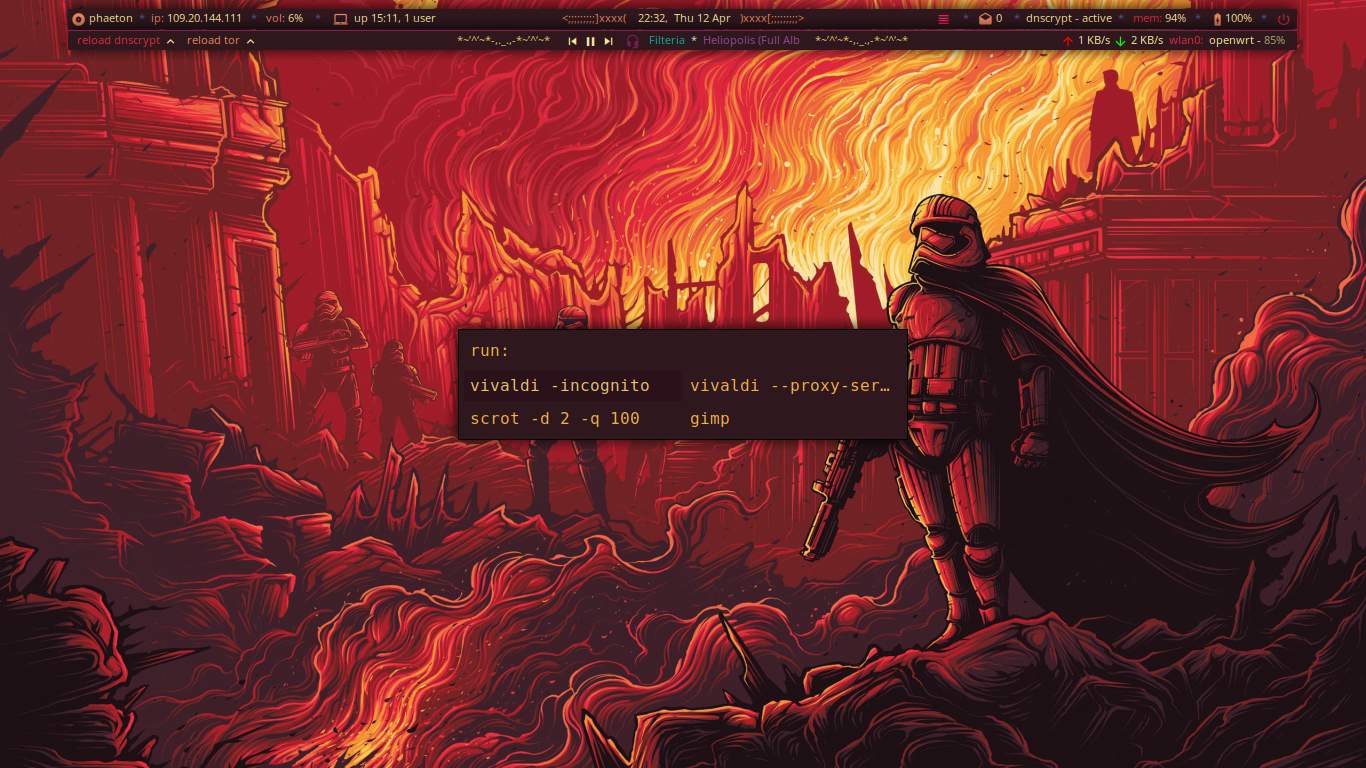 phaeton * ip: 109.20.144.111 * vol: 6% * up 15:11, 1 user <;;;;;;;;;]xxxx( 22:32, Thu 12 Apr )xxxx[;;;;;;;;;> * 0 * dnscrypt - active * mem: 94% * 100% *
reload dnscrypt reload tor *~'^'~*-,._.,-*~'^'~* Filteria * Heliopolis (Full Alb *~'^'~*-,._.,-*~'^'~* 1 KB/s 2 KB/s wlan0: openwrt - 85%
run:
vivaldi -incognito vivaldi --proxy-ser…
scrot -d 2 -q 100 gimp